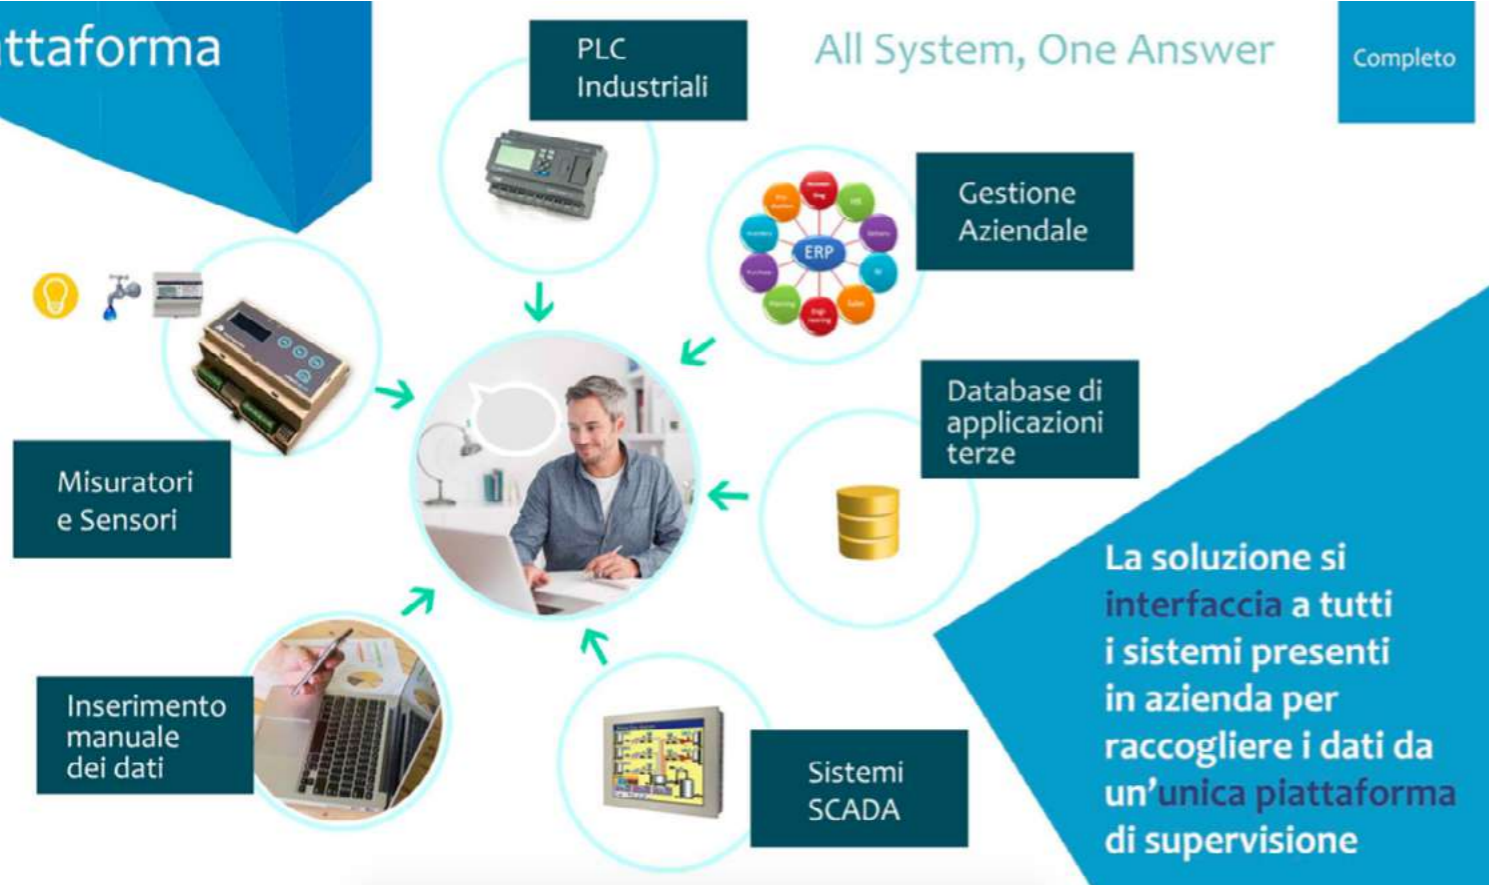 attaforma
All System, One Answer
Completo
PLC
Industriali
Gestione
Aziendale
ERP
Database di
applicazioni
terze
Misuratori
e Sensori
Inserimento
manuale
dei dati
Sistemi
SCADA
La soluzione si
interfaccia a tutti
i sistemi presenti
in azienda per
raccogliere i dati da
un'unica piattaforma
di supervisione